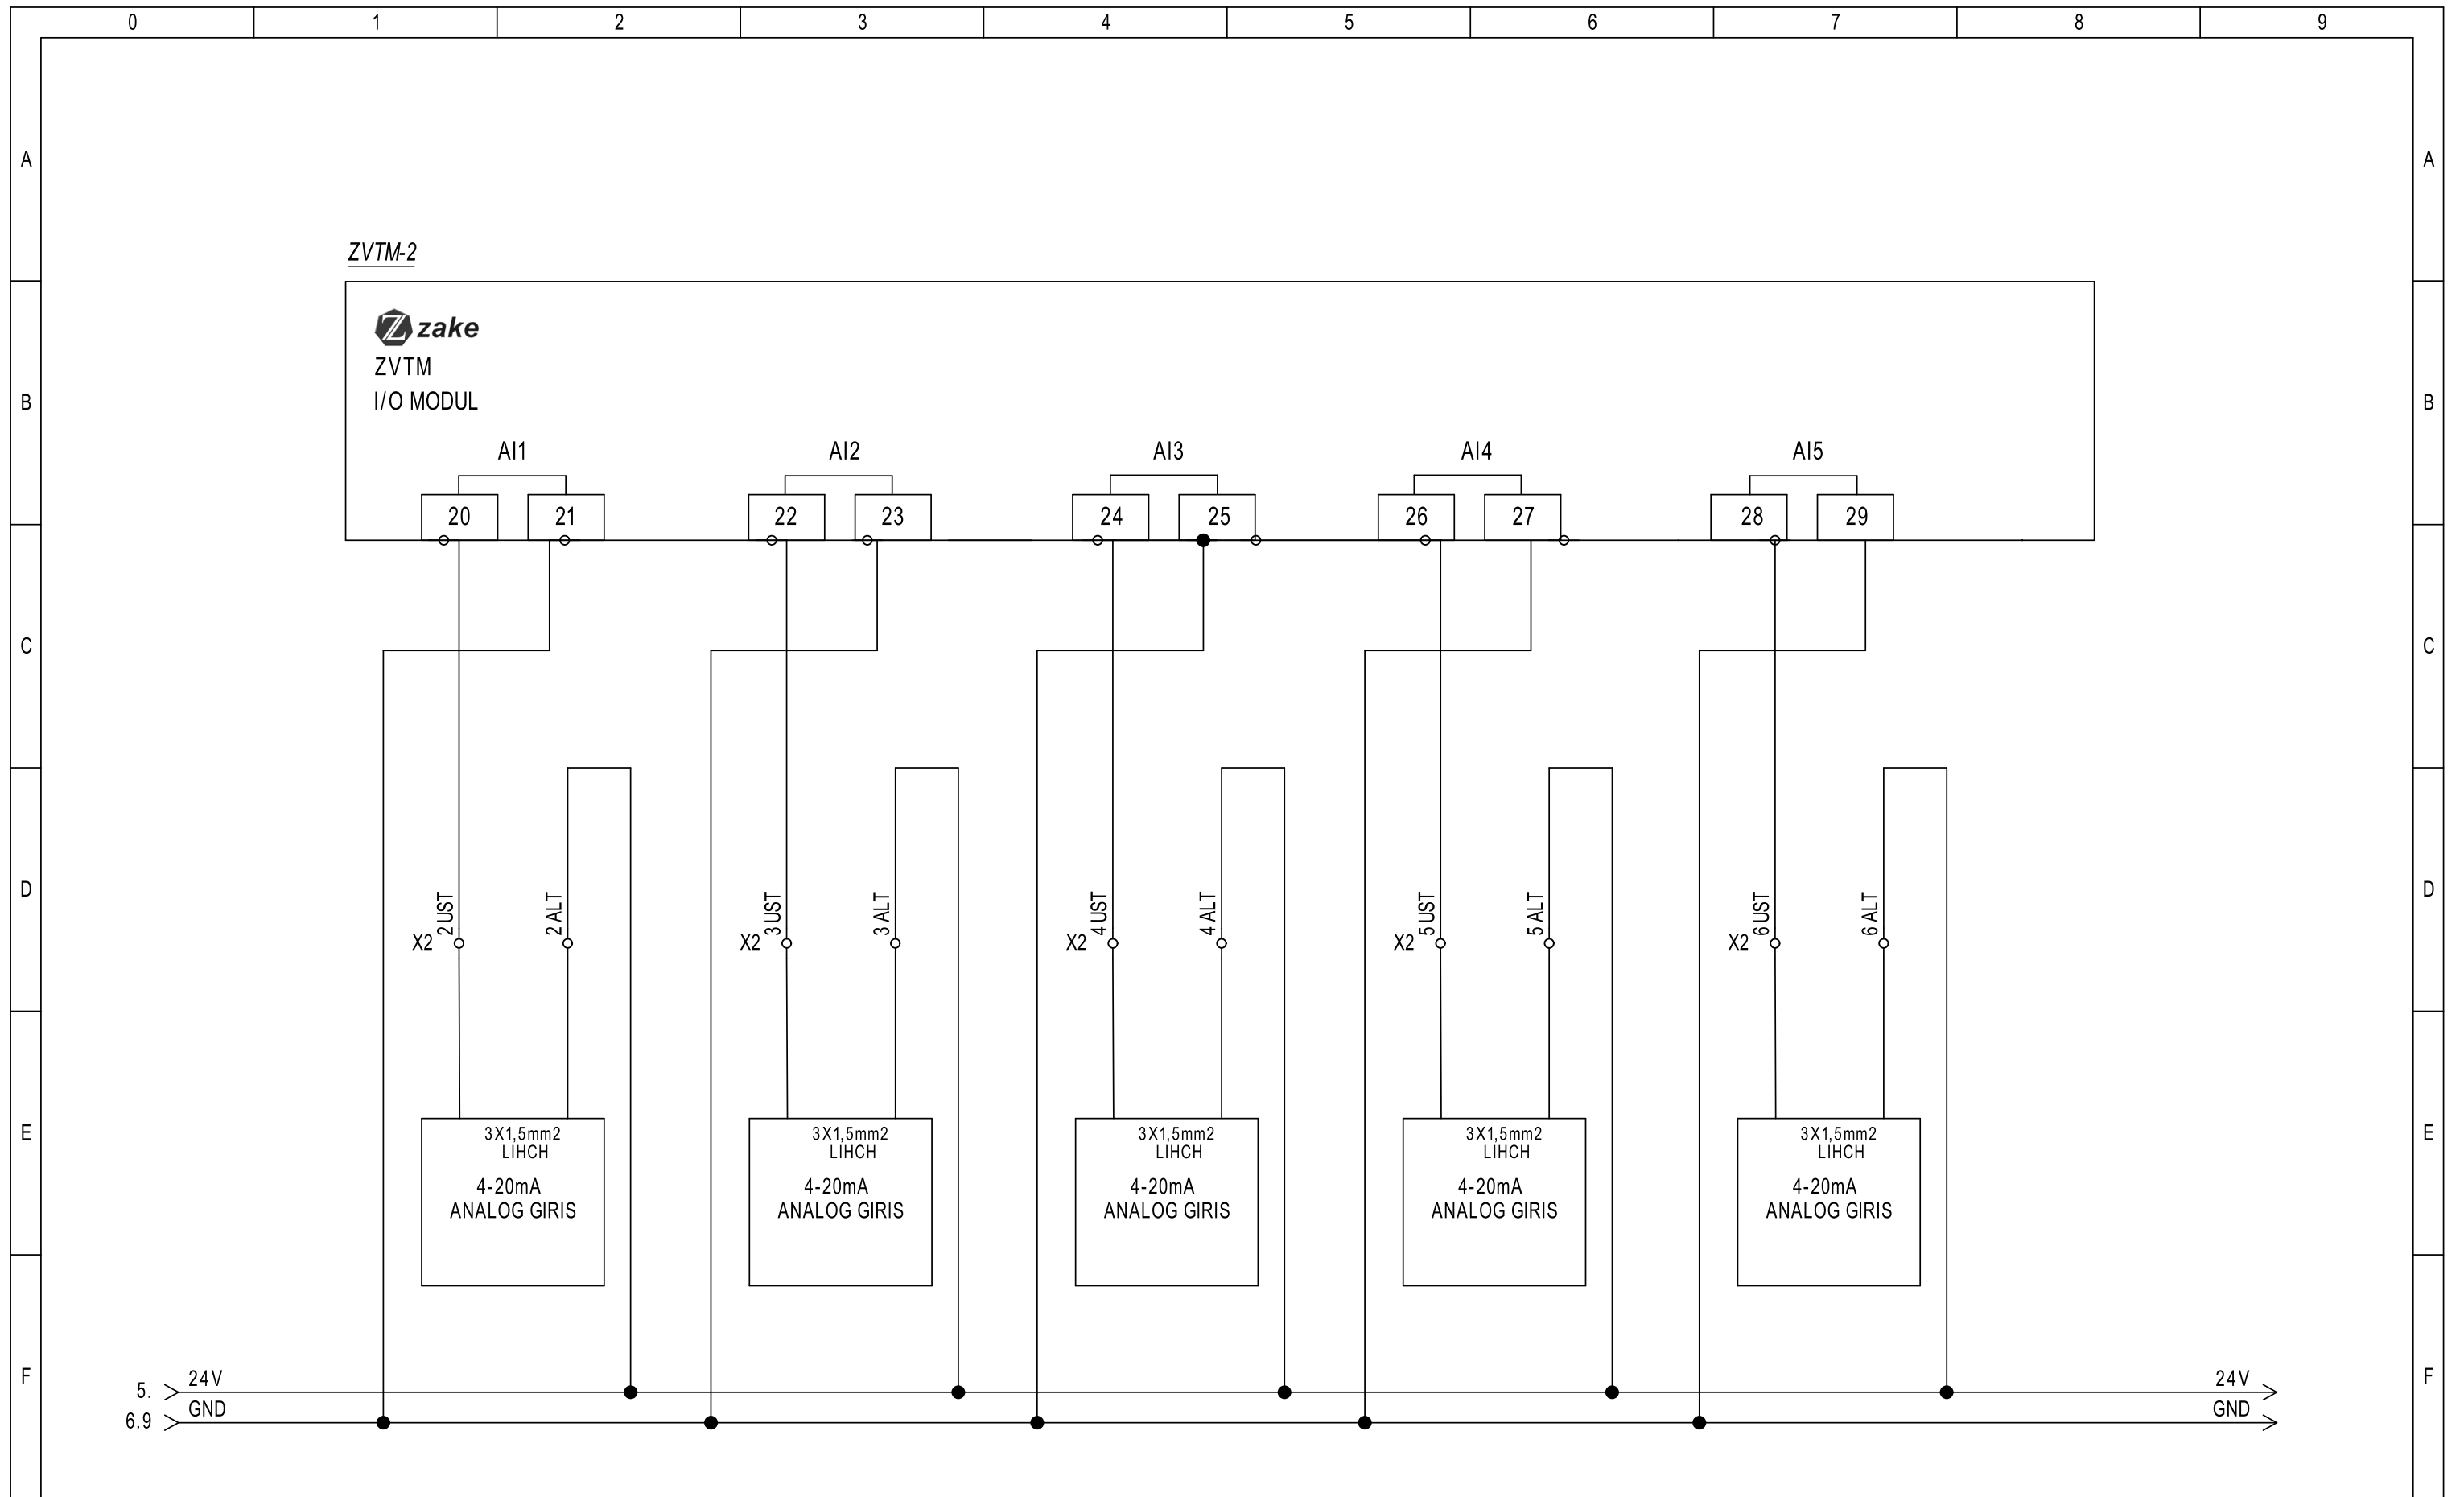 0 1 2 3 4 5 6 7 8 9
A A
ZVTM-2
zake
ZVTM
B I/O MODUL B
AI1 AI2 AI3 AI4 AI5
20 21 22 23 24 25 26 27 28 29
C C
D D
2 UST 2 ALT 3 UST 3 ALT 4 UST 4 ALT 5 UST 5 ALT 6 UST 6 ALT
X2 X2 X2 X2 X2
E 3X1,5mm2 3X1,5mm2 3X1,5mm2 3X1,5mm2 3X1,5mm2 E
LIHCH LIHCH LIHCH LIHCH LIHCH
4-20mA 4-20mA 4-20mA 4-20mA 4-20mA
ANALOG GIRIS ANALOG GIRIS ANALOG GIRIS ANALOG GIRIS ANALOG GIRIS
F F
5. 24V 24V
6.9 GND GND